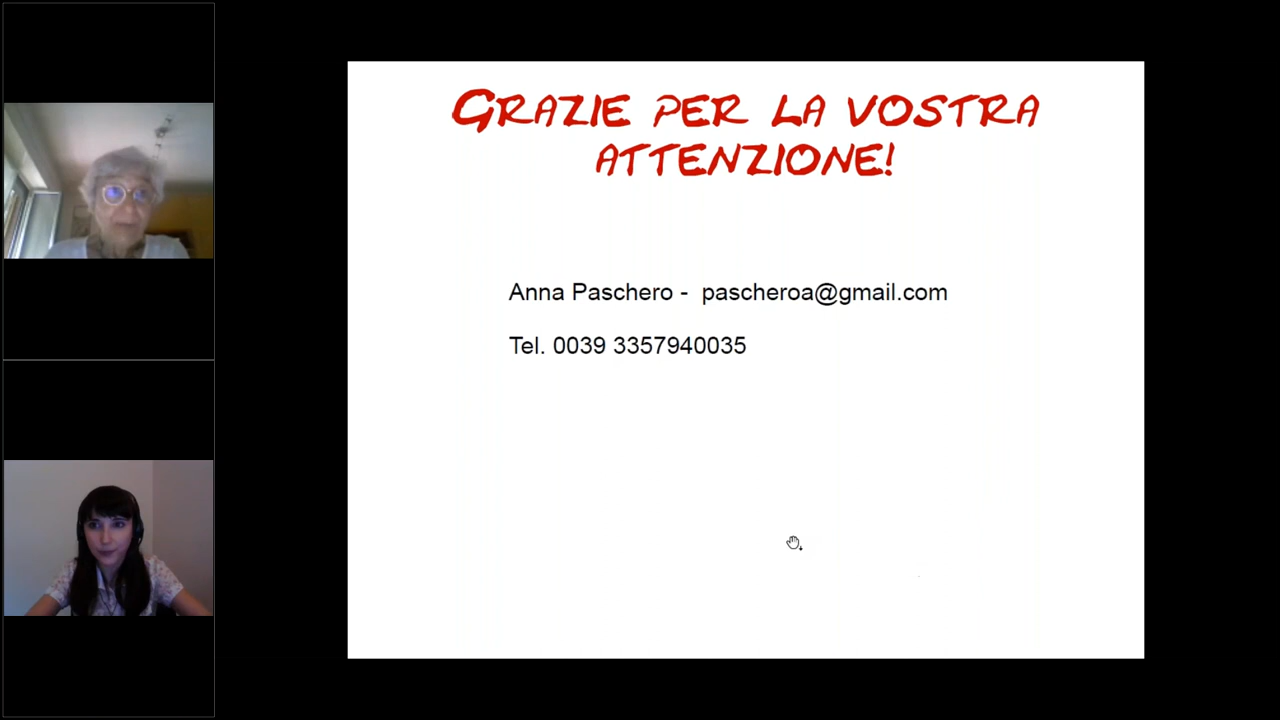 GRAZIE PER LA VOSTRA
ATTENZIONE!
Anna Paschero - pascheroa@gmail.com
Tel. 0039 3357940035